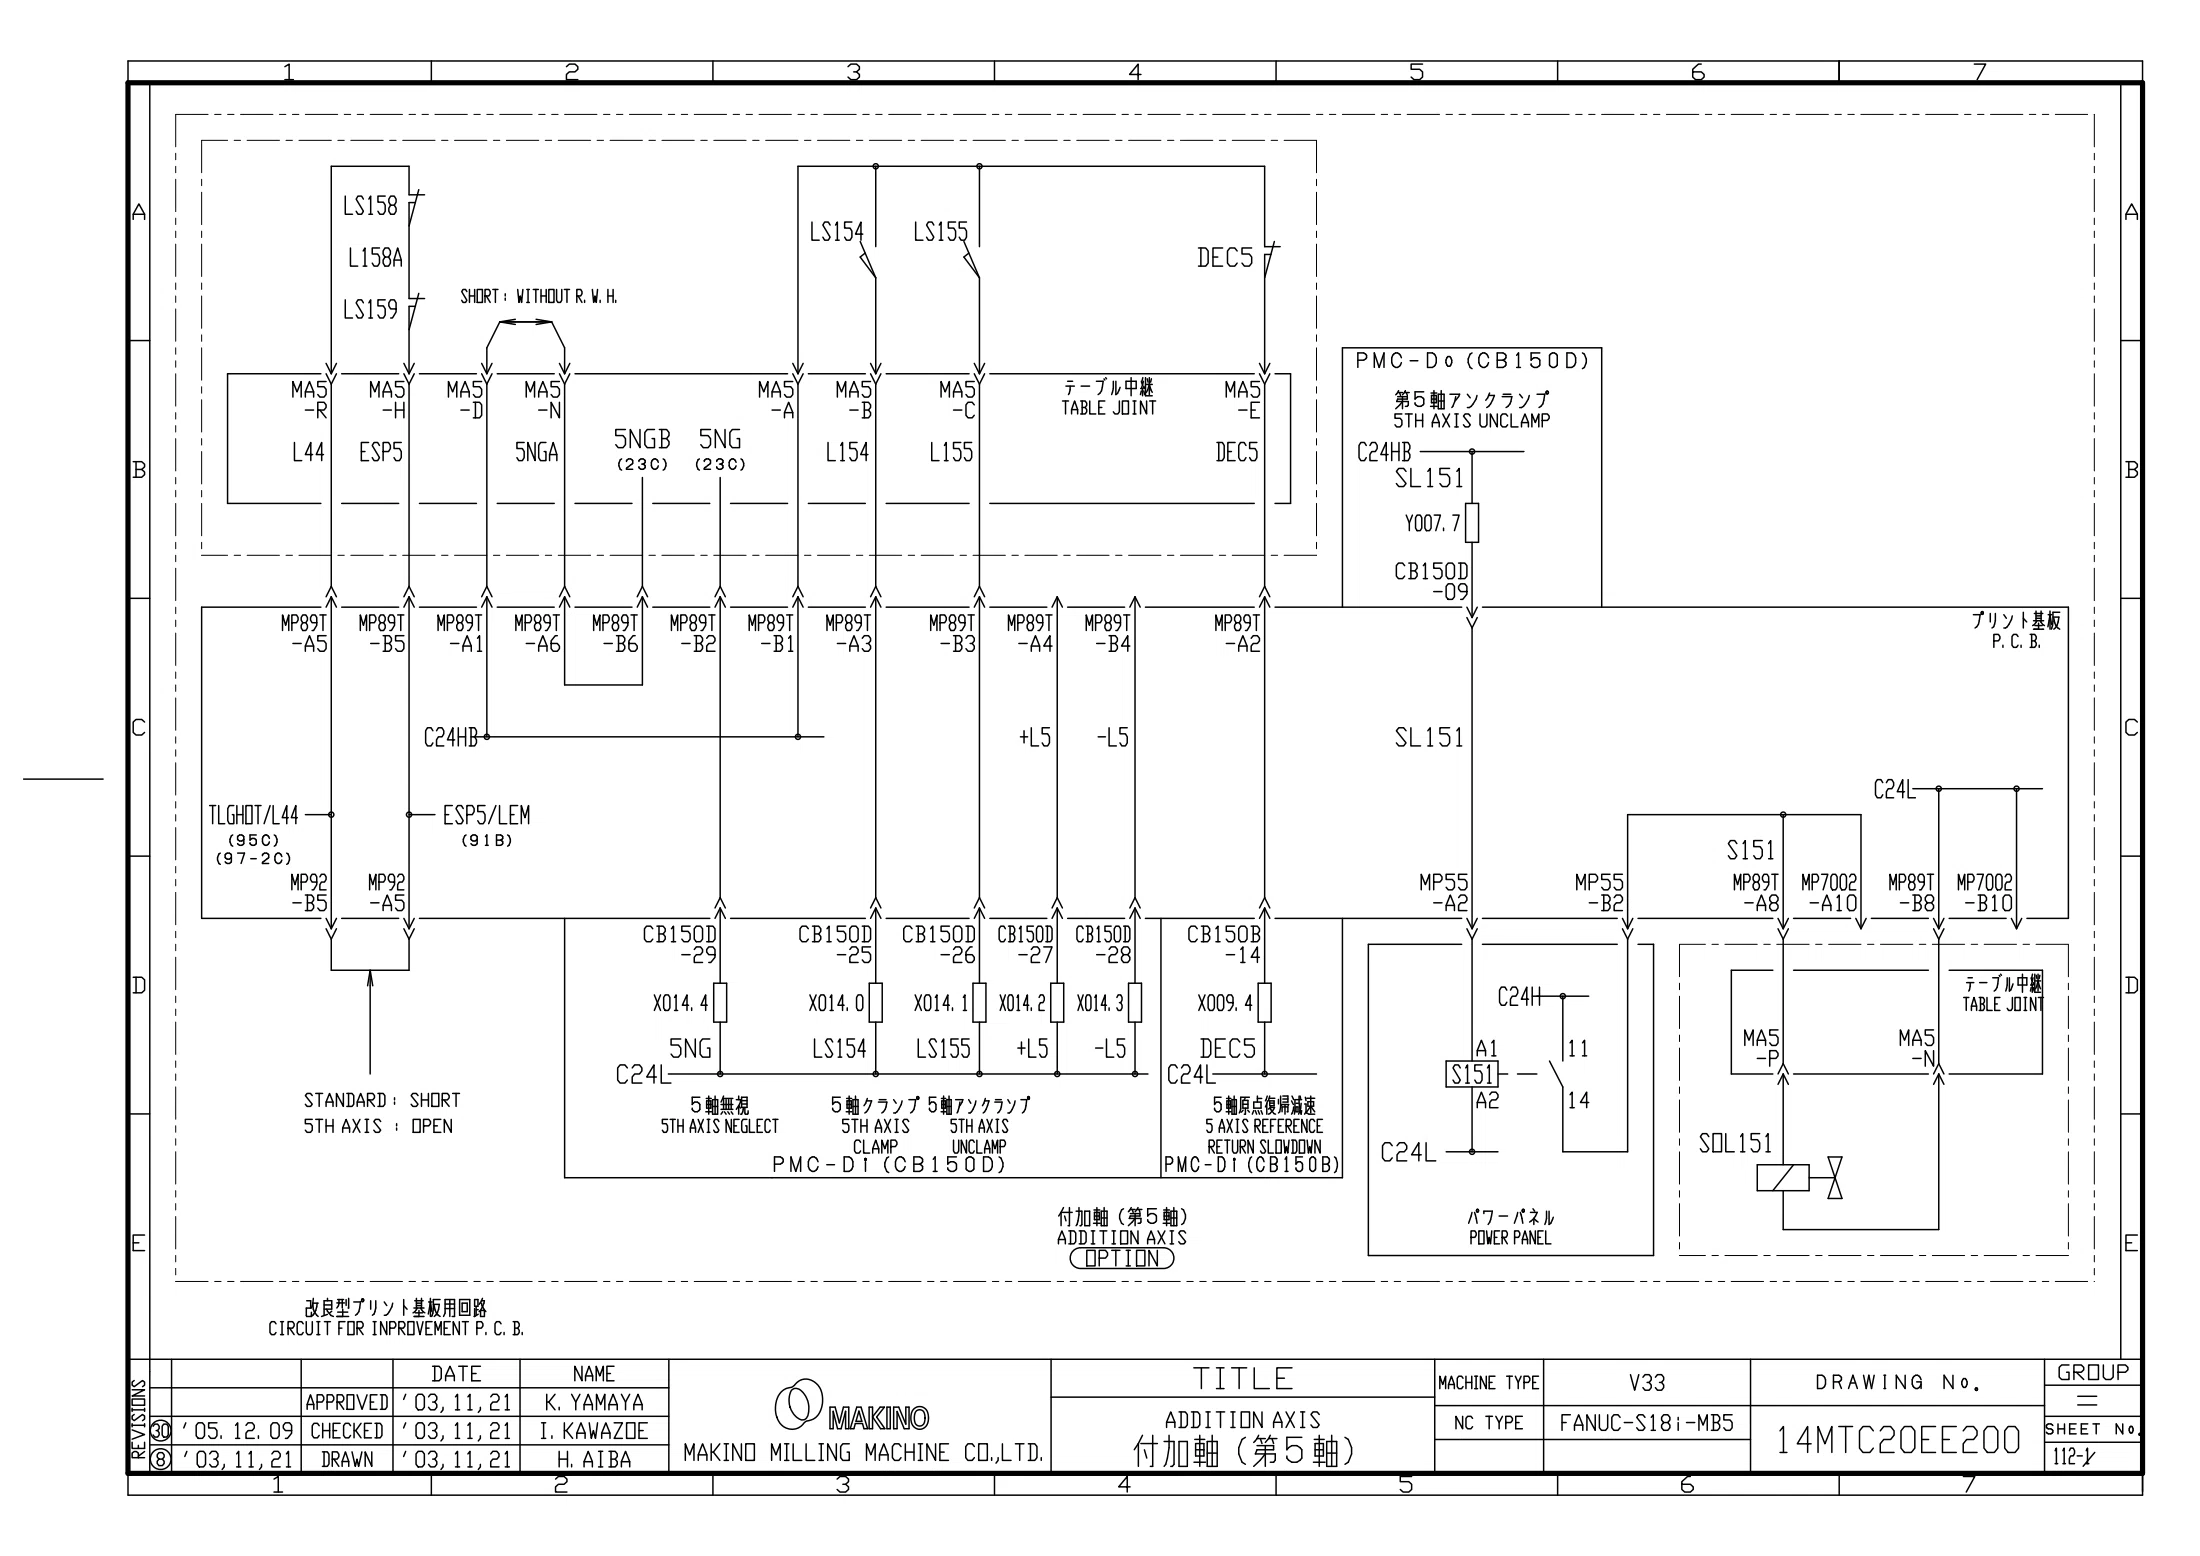 1 2 3 4 5 6 7
A A
LS158
L158A
LS159
SHORT: WITHOUT R. W. H.
LS154 LS155 DEC5
MA5 MA5 MA5 MA5 MA5 MA5 MA5 テーブル中継 MA5
-R -H -D -N -A -B -C TABLE JOINT -E
L44 ESP5 5NGA 5NGB 5NG L154 L155 DEC5
(23C) (23C)
PMC-Do (CB150D)
第5軸アンクランプ
5TH AXIS UNCLAMP
C24HB
SL151
Y007. 7
CB150D
-09
B B
MP89T MP89T MP89T MP89T MP89T MP89T MP89T MP89T MP89T MP89T MP89T MP89T
-A5 -B5 -A1 -A6 -B6 -B2 -B1 -A3 -B3 -A4 -B4 -A2
プリント基板
P. C. B.
C C
C24HB +L5 -L5 SL151
C24L
TLGHOT/L44 ESP5/LEM
(95C) (91B)
(97-2C)
S151
MP92 MP92 MP55 MP55 MP89T MP7002 MP89T MP7002
-B5 -A5 -A2 -B2 -A8 -A10 -B8 -B10
CB150D CB150D CB150D CB150D CB150D CB150B
-29 -25 -26 -27 -28 -14
D D
X014. 4 X014. 0 X014. 1 X014. 2 X014. 3 X009. 4
5NG LS154 LS155 +L5 -L5 DEC5
C24L C24L
5軸無視 5軸クランプ 5軸アンクランプ 5軸原点復帰減速
5TH AXIS NEGLECT 5TH AXIS 5TH AXIS 5 AXIS REFERENCE
CLAMP UNCLAMP RETURN SLOWDOWN
PMC-Di (CB150D) PMC-Di (CB150B)
STANDARD: SHORT
5TH AXIS : OPEN
C24H
A1 11
S151
A2 14
C24L
パワーパネル
POWER PANEL
テーブル中継
TABLE JOINT
MA5 MA5
-P -N
SOL151
付加軸 (第5軸)
ADDITION AXIS
OPTION
E E
改良型プリント基板用回路
CIRCUIT FOR INPROVEMENT P. C. B.
REVISIONS
DATE NAME
APPROVED '03, 11, 21 K. YAMAYA
30 '05. 12. 09 CHECKED '03, 11, 21 I. KAWAZOE
8 '03, 11, 21 DRAWN '03, 11, 21 H. AIBA
MAKINO
MAKINO MILLING MACHINE CO.,LTD.
TITLE
ADDITION AXIS
付加軸 (第5軸)
MACHINE TYPE V33
NC TYPE FANUC-S18i-MB5
DRAWING No.
14MTC20EE200
GROUP
=
SHEET No.
112-1/
1 2 3 4 5 6 7